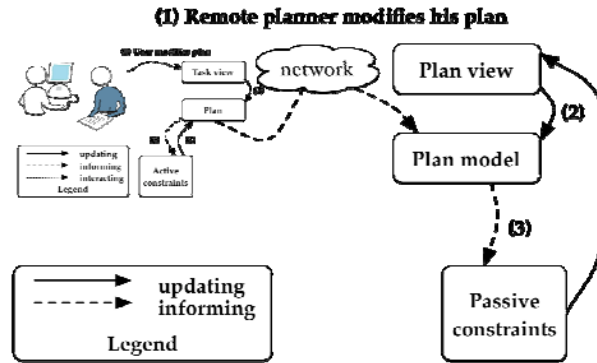 (1) Remote planner modifies his plan
User modifies plan
Task view
network
Plan view
Plan
(2)
Plan model
updating
informing
interacting
Legend
Active
constraints
(3)
updating
informing
Legend
Passive
constraints